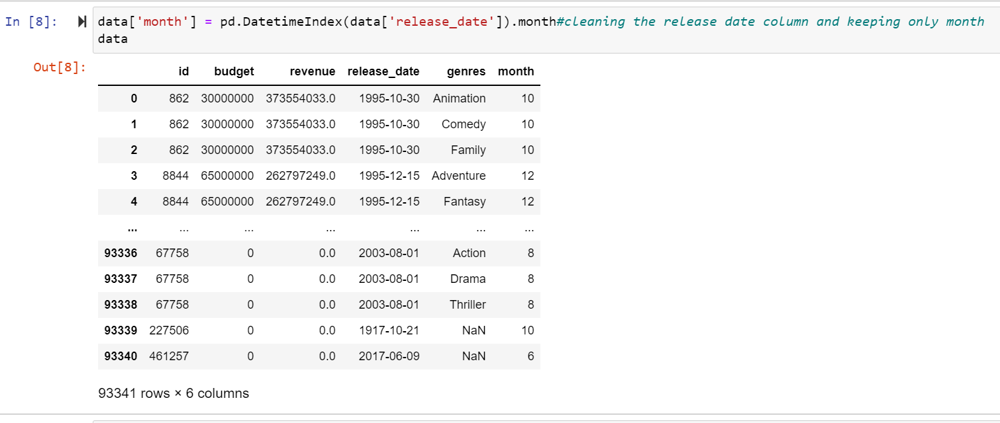 In [8]: data['month'] = pd.DatetimeIndex(data['release_date']).month#cleaning the release date column and keeping only month
data
Out[8]:
id budget revenue release_date genres month
0 862 30000000 373554033.0 1995-10-30 Animation 10
1 862 30000000 373554033.0 1995-10-30 Comedy 10
2 862 30000000 373554033.0 1995-10-30 Family 10
3 8844 65000000 262797249.0 1995-12-15 Adventure 12
4 8844 65000000 262797249.0 1995-12-15 Fantasy 12
... ... ... ... ... ... ...
93336 67758 0 0.0 2003-08-01 Action 8
93337 67758 0 0.0 2003-08-01 Drama 8
93338 67758 0 0.0 2003-08-01 Thriller 8
93339 227506 0 0.0 1917-10-21 NaN 10
93340 461257 0 0.0 2017-06-09 NaN 6
93341 rows × 6 columns